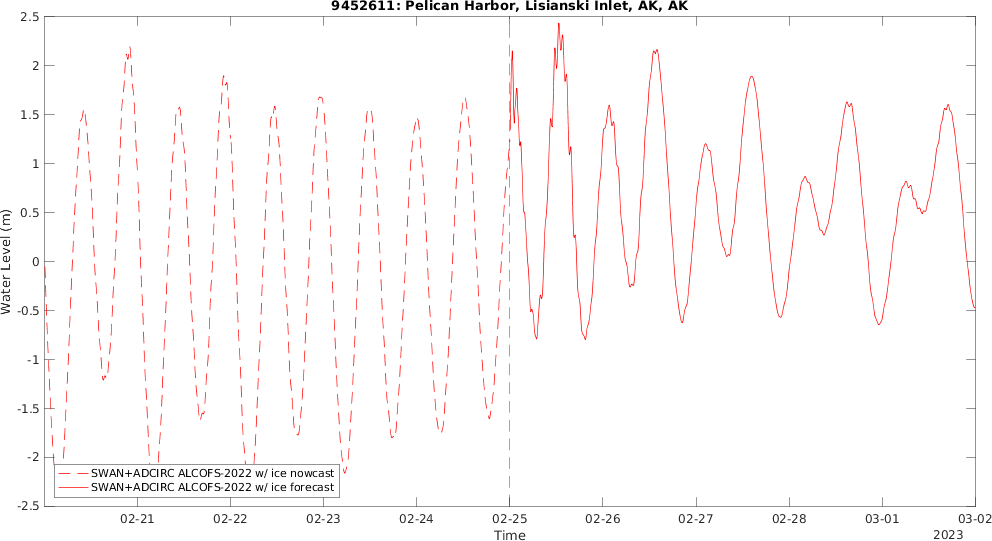 9452611: Pelican Harbor, Lisianski Inlet, AK, AK
Water Level (m)
2.5
2
1.5
1
0.5
0
-0.5
-1
-1.5
-2
-2.5
SWAN+ADCIRC ALCOFS-2022 w/ ice nowcast
SWAN+ADCIRC ALCOFS-2022 w/ ice forecast
02-21 02-22 02-23 02-24 02-25 02-26 02-27 02-28 03-01 03-02
Time
2023